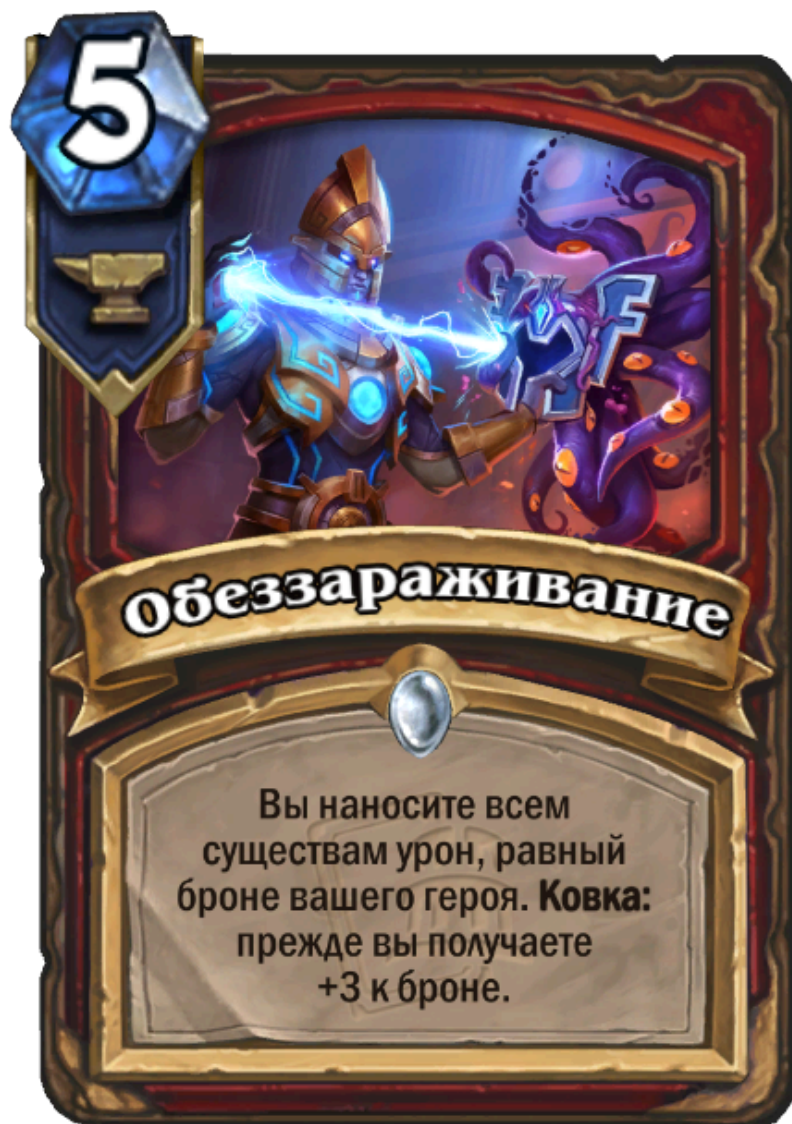 5
Обеззараживание
Вы наносите всем
существам урон, равный
броне вашего героя. Ковка:
прежде вы получаете
+3 к броне.